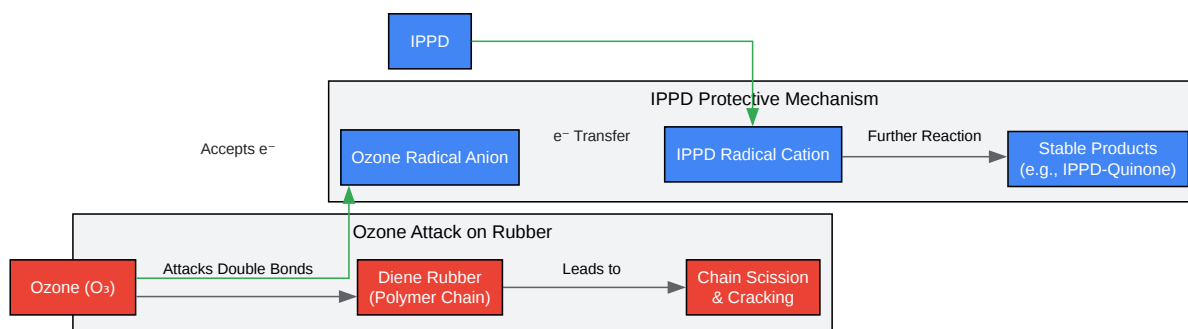 IPPD
IPPD Protective Mechanism
Accepts e⁻
Ozone Radical Anion
e⁻ Transfer
IPPD Radical Cation
Further Reaction
Stable Products
(e.g., IPPD-Quinone)
Ozone Attack on Rubber
Ozone (O₃)
Attacks Double Bonds
Diene Rubber
(Polymer Chain)
Leads to
Chain Scission
& Cracking